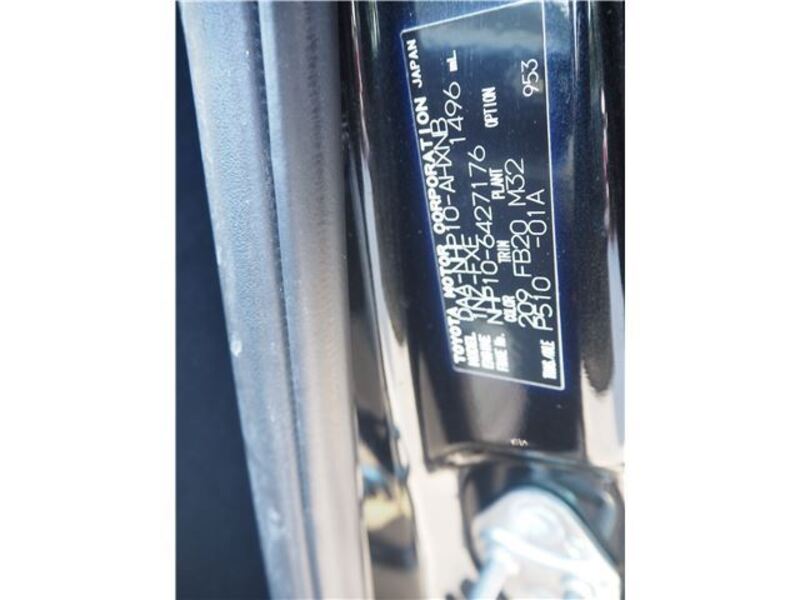 TOYOTA MOTOR CORPORATION JAPAN
MODEL DAA-NHP10-AHXNB
ENGINE 1NZ-FXE 1496 mL
FRAME No. NHP10-6427176
COLOR TRIM PLANT OPTION
209 FB20 M32 953
TRNS./AXLE P510 -01A